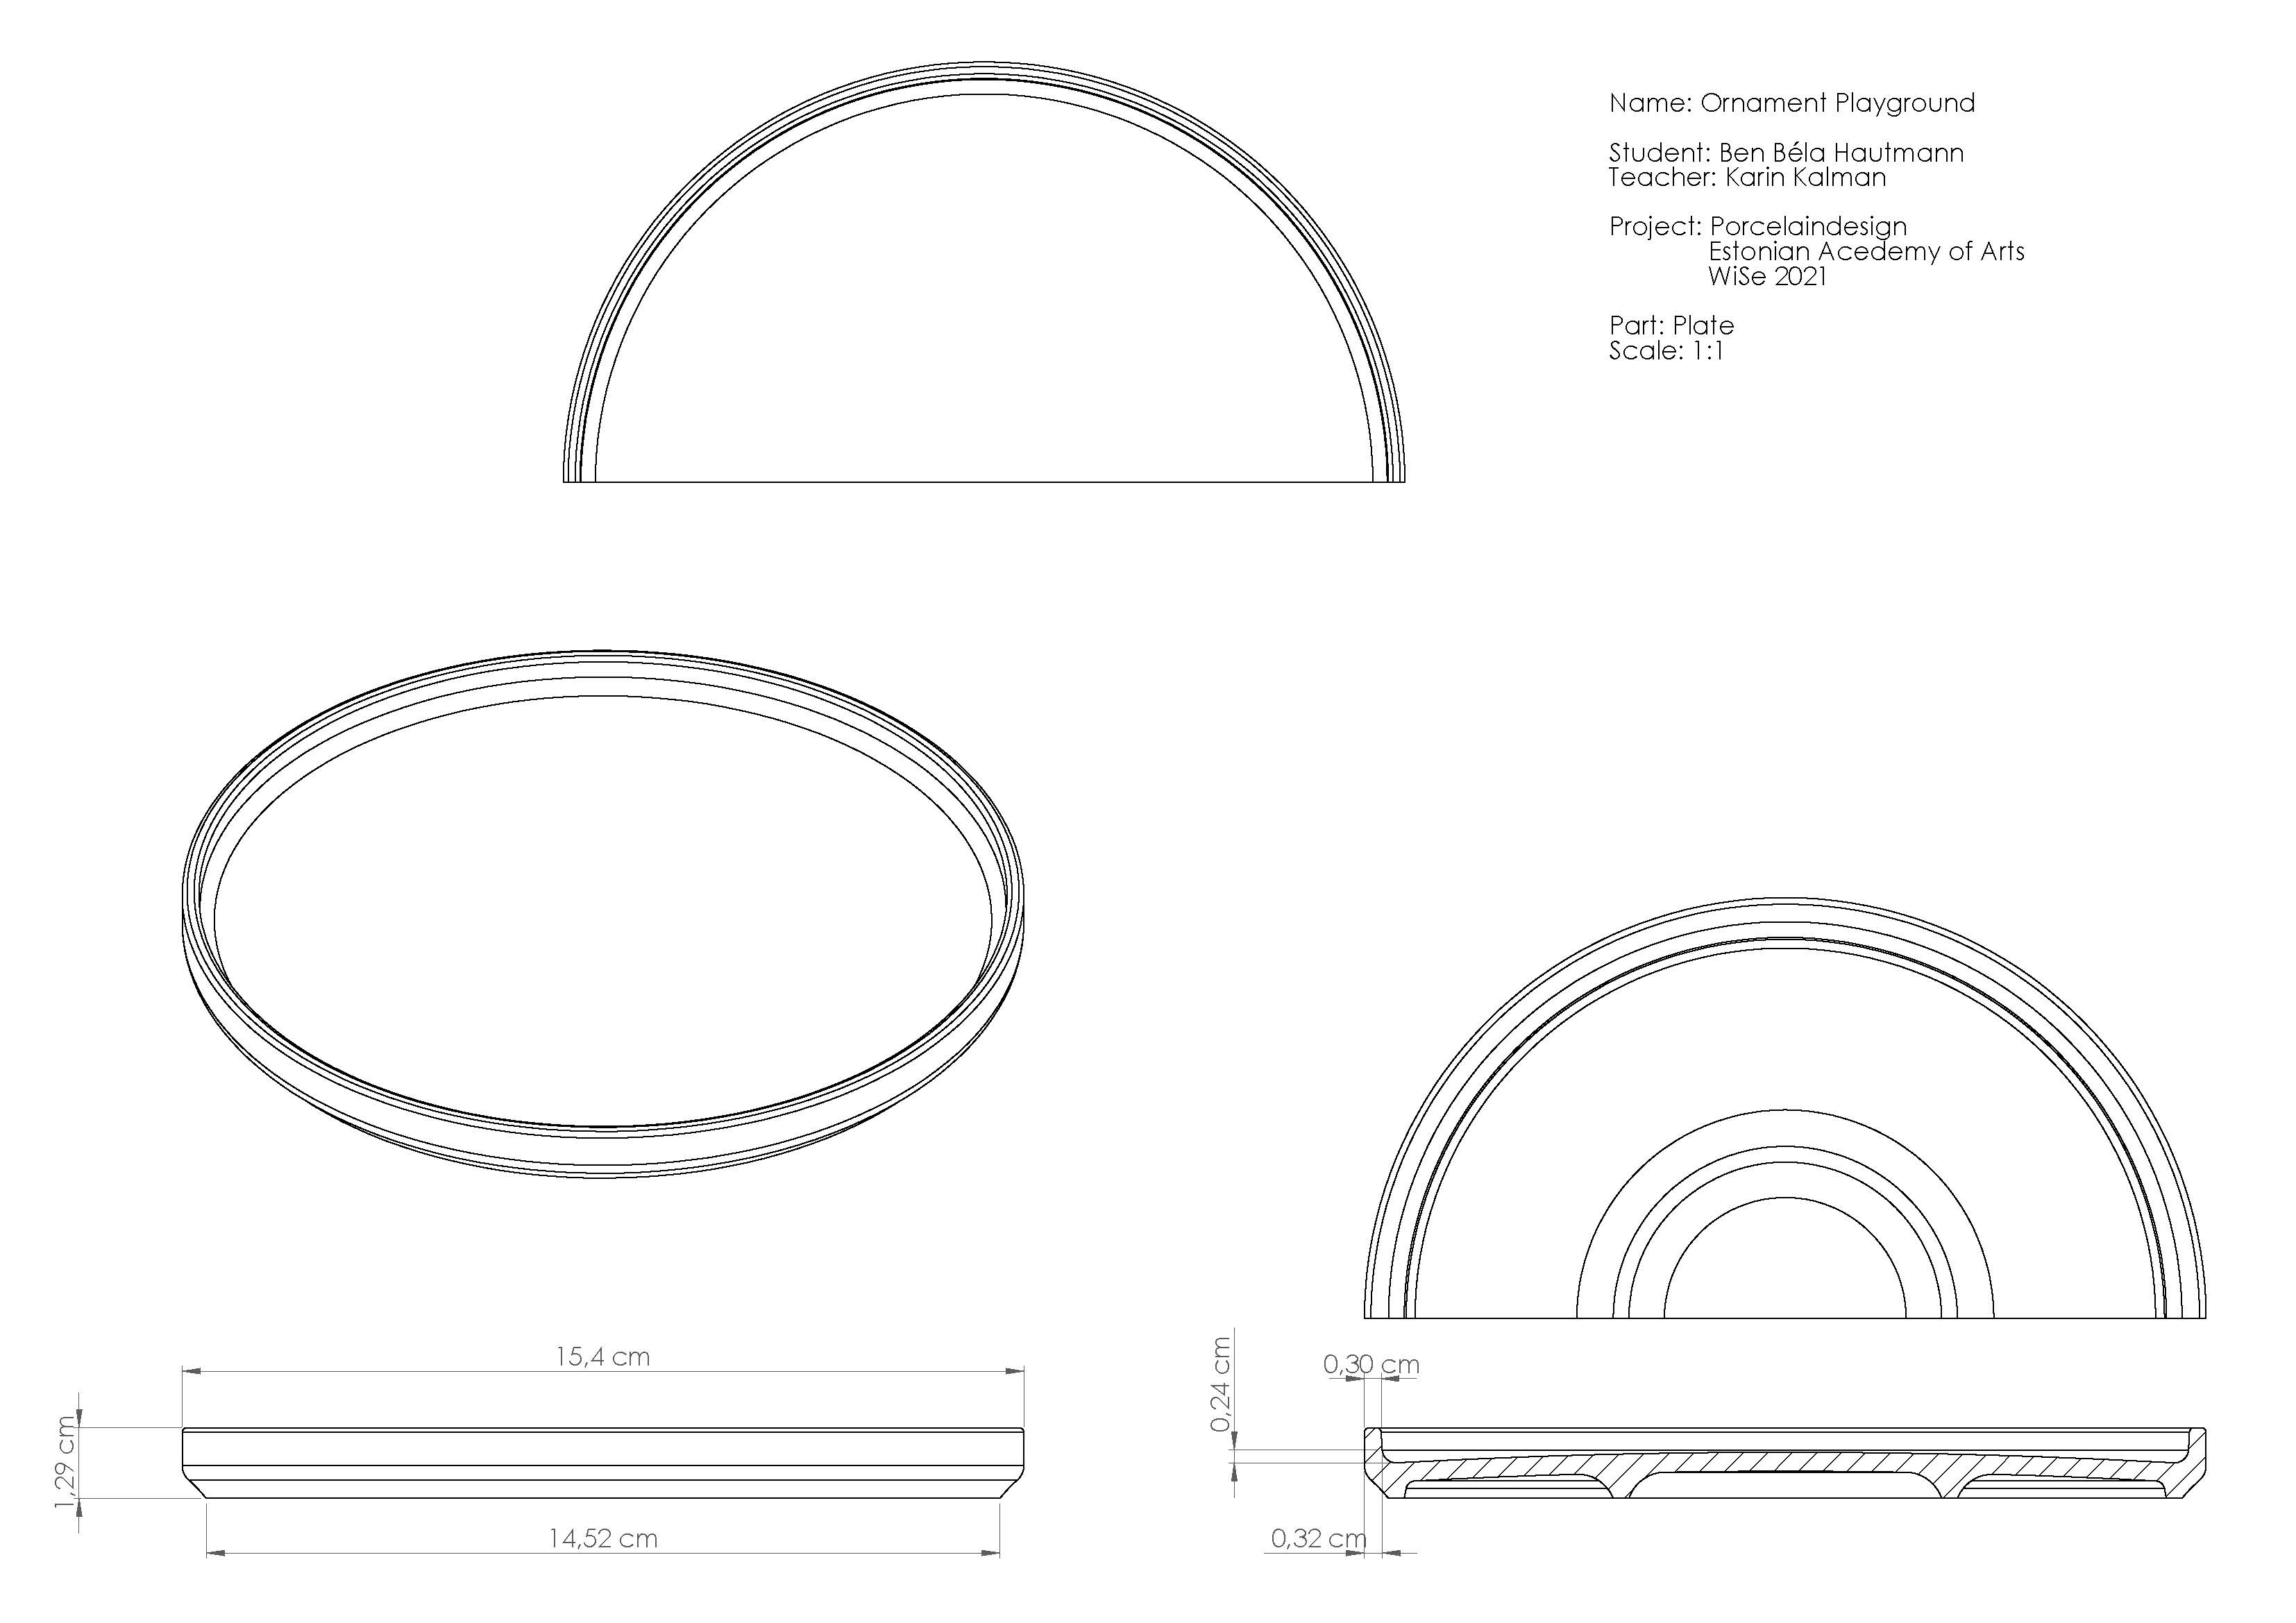 Name: Ornament Playground
Student: Ben Béla Hautmann
Teacher: Karin Kalman
Project: Porcelaindesign
Estonian Acedemy of Arts
WiSe 2021
Part: Plate
Scale: 1:1
15,4 cm
1,29 cm
14,52 cm
0,24 cm
0,30 cm
0,32 cm